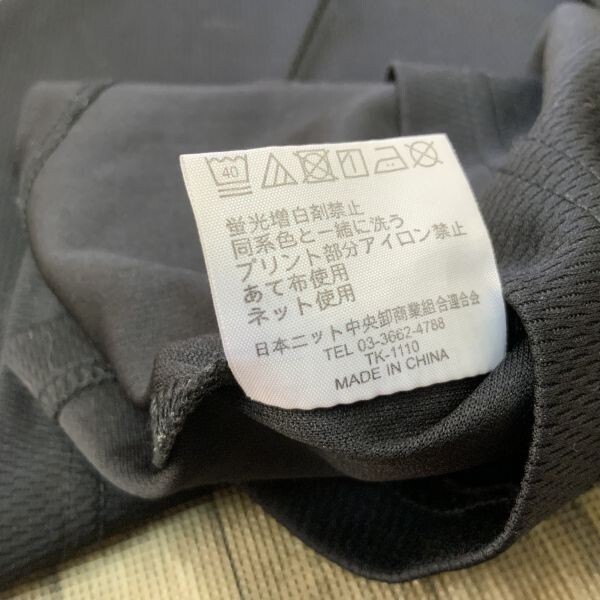 40
蛍光増白剤禁止
同系色と一緒に洗う
プリント部分アイロン禁止
あて布使用
ネット使用
日本ニット中央卸商業組合連合会
TEL 03-3662-4788
TK-1110
MADE IN CHINA